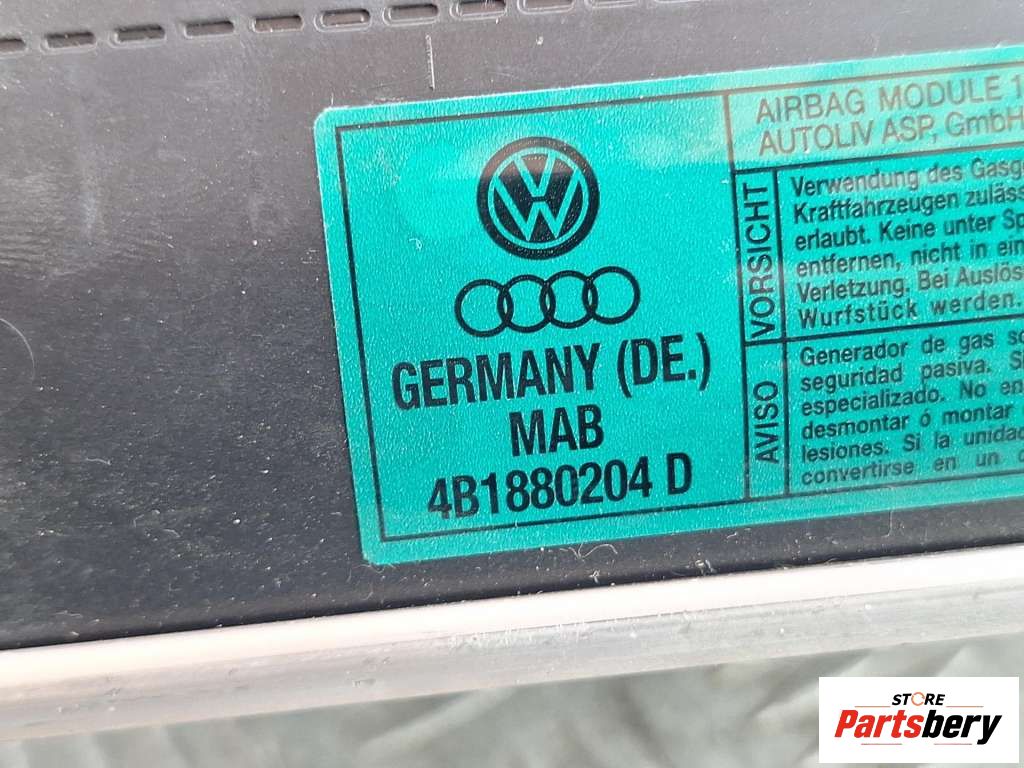 GERMANY (DE.)
MAB
4B1880204 D
AIRBAG MODULE
AUTOLIV ASP, GmbH
VORSICHT
Verwendung des
Kraftfahrzeugen
erlaubt. Keine unter
entfernen, nicht in
Verletzung. Bei
Wurfstück werden.
AVISO
Generador de gas
seguridad pasiva.
especializado. No
desmontar ó montar
lesiones. Si la
convertirse en un
STORE
Partsbery